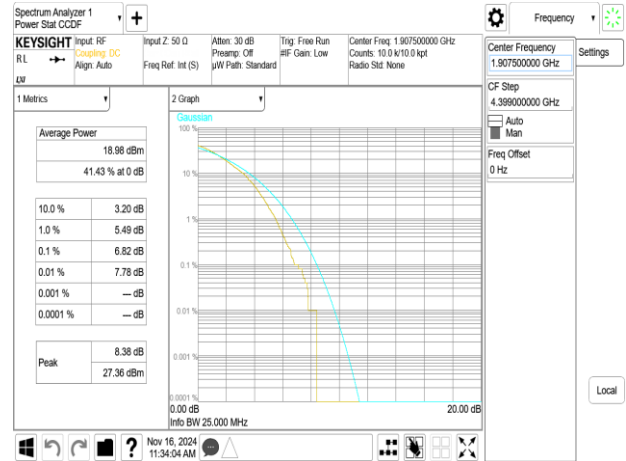 Spectrum Analyzer 1
Power Stat CCDF
+
Frequency
KEYSIGHT
RL
LXI
Input: RF
Coupling: DC
Align: Auto
Input Z: 50 Ω
Freq Ref: Int (S)
Atten: 30 dB
Preamp: Off
µW Path: Standard
Trig: Free Run
#IF Gain: Low
Center Freq: 1.907500000 GHz
Counts: 10.0 k/10.0 kpt
Radio Std: None
Center Frequency
1.907500000 GHz
Settings
CF Step
4.399000000 GHz
Auto
Man
Freq Offset
0 Hz
Local
1 Metrics
Average Power
18.98 dBm
41.43 % at 0 dB
10.0 % 3.20 dB
1.0 % 5.49 dB
0.1 % 6.82 dB
0.01 % 7.78 dB
0.001 % — dB
0.0001 % — dB
Peak
8.38 dB
27.36 dBm
2 Graph
Gaussian
100 %
10 %
1 %
0.1 %
0.01 %
0.001 %
0.0001 %
0.00 dB 20.00 dB
Info BW 25.000 MHz
?
Nov 16, 2024
11:34:04 AM